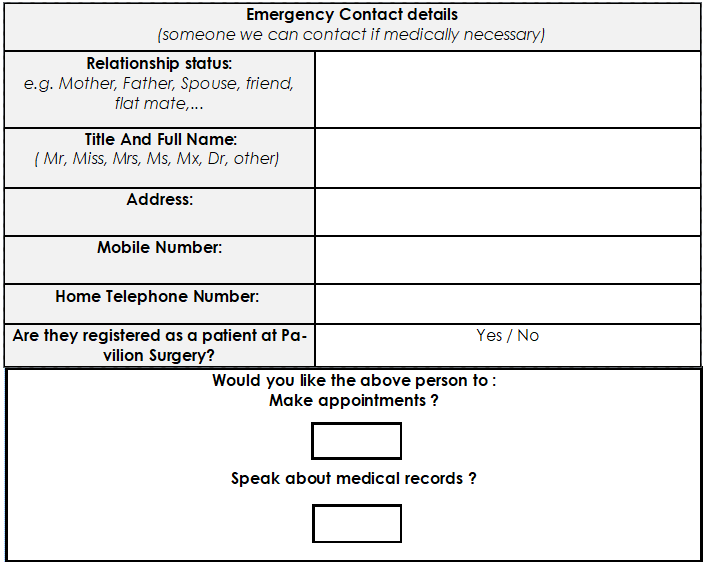 Emergency Contact details
(someone we can contact if medically necessary)
Relationship status:
e.g. Mother, Father, Spouse, friend,
flat mate,...
Title And Full Name:
( Mr, Miss, Mrs, Ms, Mx, Dr, other)
Address:
Mobile Number:
Home Telephone Number:
Are they registered as a patient at Pa-
vilion Surgery?
Yes / No
Would you like the above person to :
Make appointments ?
Speak about medical records ?